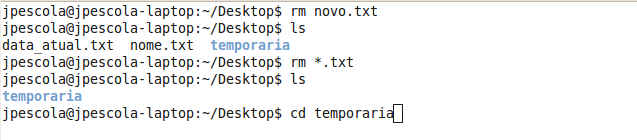 jpescola@jpescola-laptop:~/Desktop$ rm novo.txt
jpescola@jpescola-laptop:~/Desktop$ ls
data_atual.txt  nome.txt  temporaria
jpescola@jpescola-laptop:~/Desktop$ rm *.txt
jpescola@jpescola-laptop:~/Desktop$ ls
temporaria
jpescola@jpescola-laptop:~/Desktop$ cd temporaria